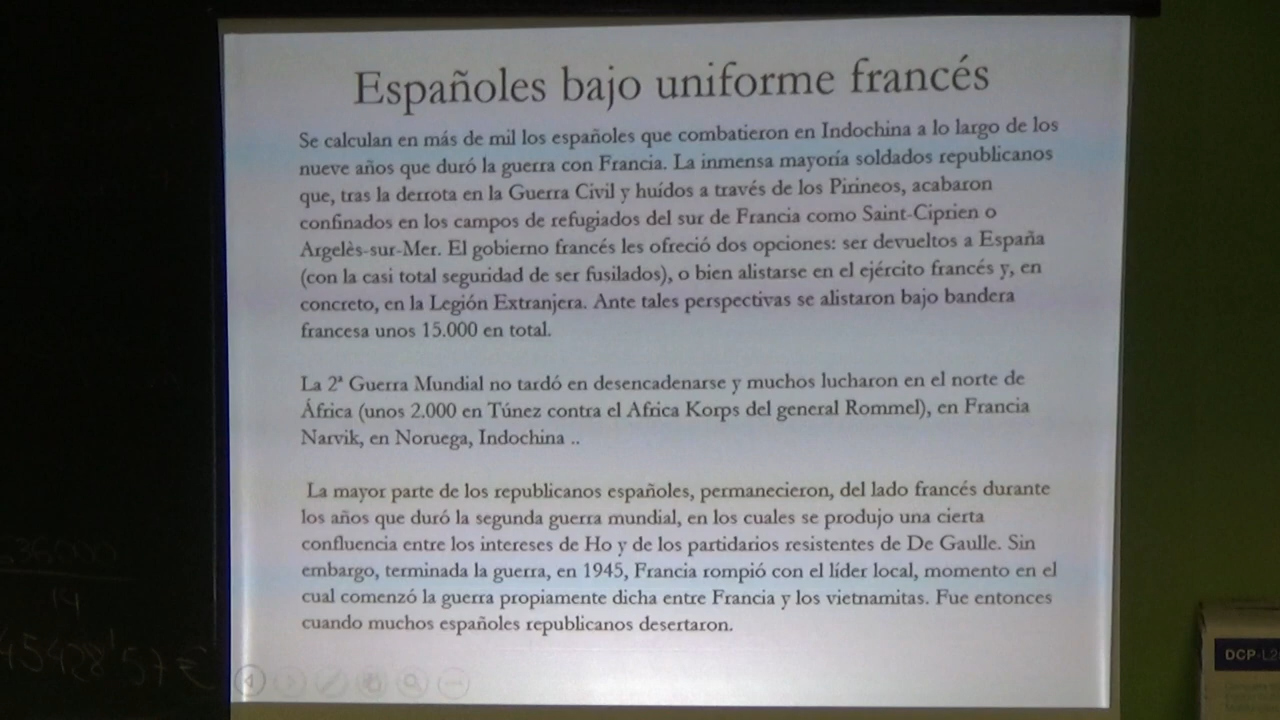 Españoles bajo uniforme francés
Se calculan en más de mil los españoles que combatieron en Indochina a lo largo de los
nueve años que duró la guerra con Francia. La inmensa mayoría soldados republicanos
que, tras la derrota en la Guerra Civil y huídos a través de los Pirineos, acabaron
confinados en los campos de refugiados del sur de Francia como Saint-Ciprien o
Argelès-sur-Mer. El gobierno francés les ofreció dos opciones: ser devueltos a España
(con la casi total seguridad de ser fusilados), o bien alistarse en el ejército francés y, en
concreto, en la Legión Extranjera. Ante tales perspectivas se alistaron bajo bandera
francesa unos 15.000 en total.
La 2ª Guerra Mundial no tardó en desencadenarse y muchos lucharon en el norte de
África (unos 2.000 en Túnez contra el Africa Korps del general Rommel), en Francia
Narvik, en Noruega, Indochina ..
La mayor parte de los republicanos españoles, permanecieron, del lado francés durante
los años que duró la segunda guerra mundial, en los cuales se produjo una cierta
confluencia entre los intereses de Ho y de los partidarios resistentes de De Gaulle. Sin
embargo, terminada la guerra, en 1945, Francia rompió con el líder local, momento en el
cual comenzó la guerra propiamente dicha entre Francia y los vietnamitas. Fue entonces
cuando muchos españoles republicanos desertaron.
14
45428'57 €
DCP-L2